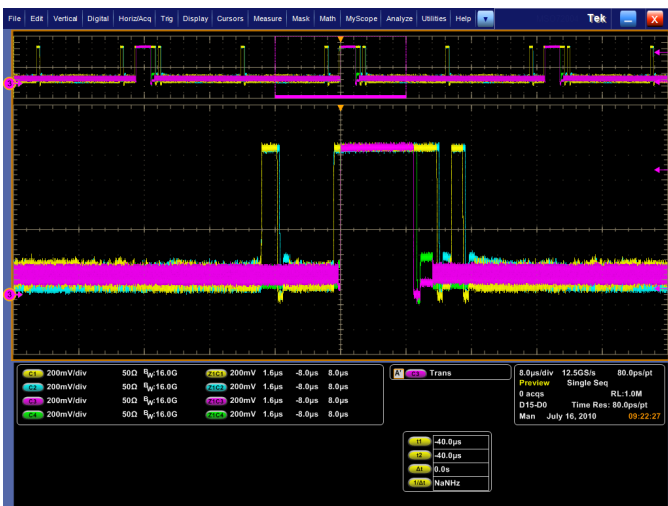 File Edit Vertical Digital Horiz/Acq Trig Display Cursors Measure Mask Math MyScope Analyze Utilities Help Tek
C1 200mV/div 50Ω BW:16.0G Z1C1 200mV 1.6µs -8.0µs 8.0µs
C2 200mV/div 50Ω BW:16.0G Z1C2 200mV 1.6µs -8.0µs 8.0µs
C3 200mV/div 50Ω BW:16.0G Z1C3 200mV 1.6µs -8.0µs 8.0µs
C4 200mV/div 50Ω BW:16.0G Z1C4 200mV 1.6µs -8.0µs 8.0µs
A' C3 Trans
8.0µs/div 12.5GS/s 80.0ps/pt
Preview Single Seq
0 acqs RL:1.0M
D15-D0 Time Res: 80.0ps/pt
Man July 16, 2010 09:22:27
t1 -40.0µs
t2 -40.0µs
Δt 0.0s
1/Δt NaNHz